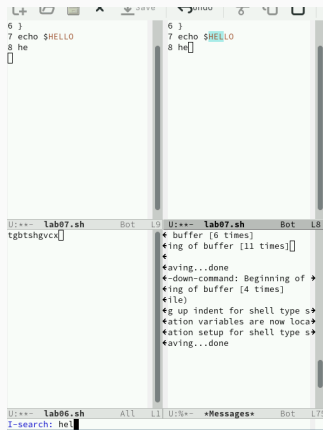 Save Undo
6 }
7 echo $HELLO
8 he
6 }
7 echo $HELLO
8 he
U:**- lab07.sh Bot L9
U:**- lab07.sh Bot L8
tgbtshgvcx
buffer [6 times]
ing of buffer [11 times]
aving...done
-down-command: Beginning of
ing of buffer [4 times]
ile)
g up indent for shell type s
ation variables are now loca
ation setup for shell type s
aving...done
U:**- lab06.sh All L1
U:%*- *Messages* Bot L75
I-search: hel